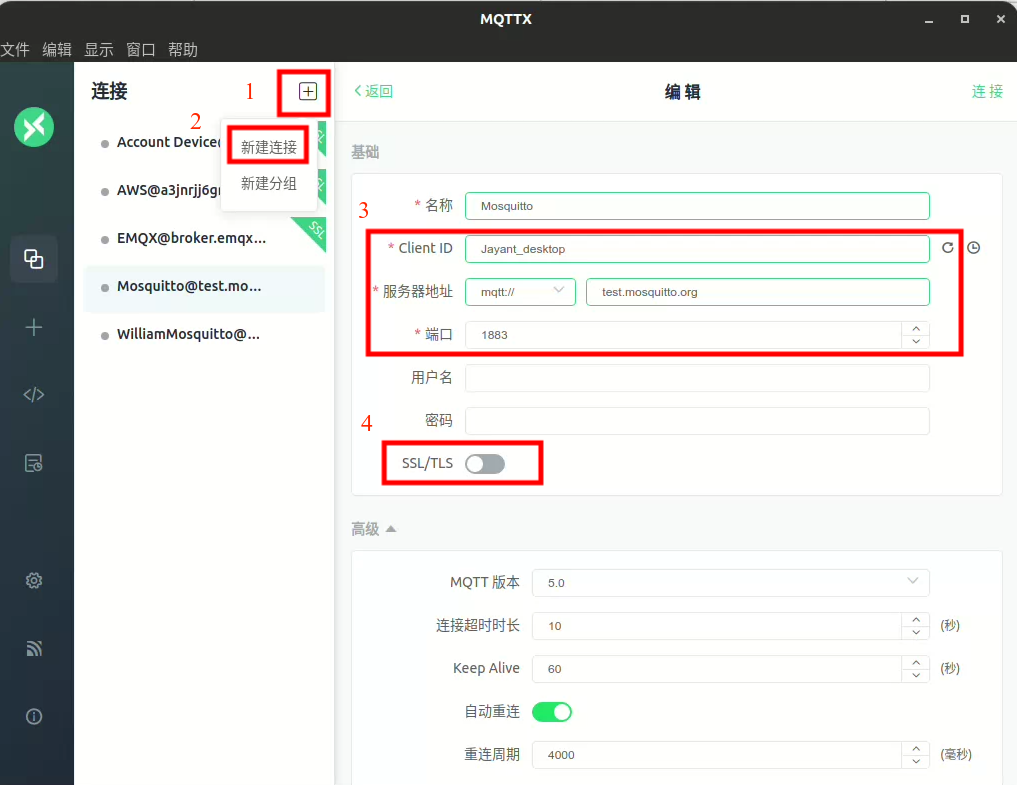 MQTTX
文件 编辑 显示 窗口 帮助
连接
1
2
Account Device@
新建连接
AWS@a3jnrjj6gr
新建分组
EMQX@broker.emqx...
SSL
Mosquitto@test.mo...
WilliamMosquitto@...
返回
编辑
连接
基础
3
* 名称 Mosquitto
* Client ID Jayant_desktop
* 服务器地址 mqtt:// test.mosquitto.org
* 端口 1883
用户名
密码
4
SSL/TLS
高级
MQTT 版本 5.0
连接超时时长 10 (秒)
Keep Alive 60 (秒)
自动重连
重连周期 4000 (毫秒)